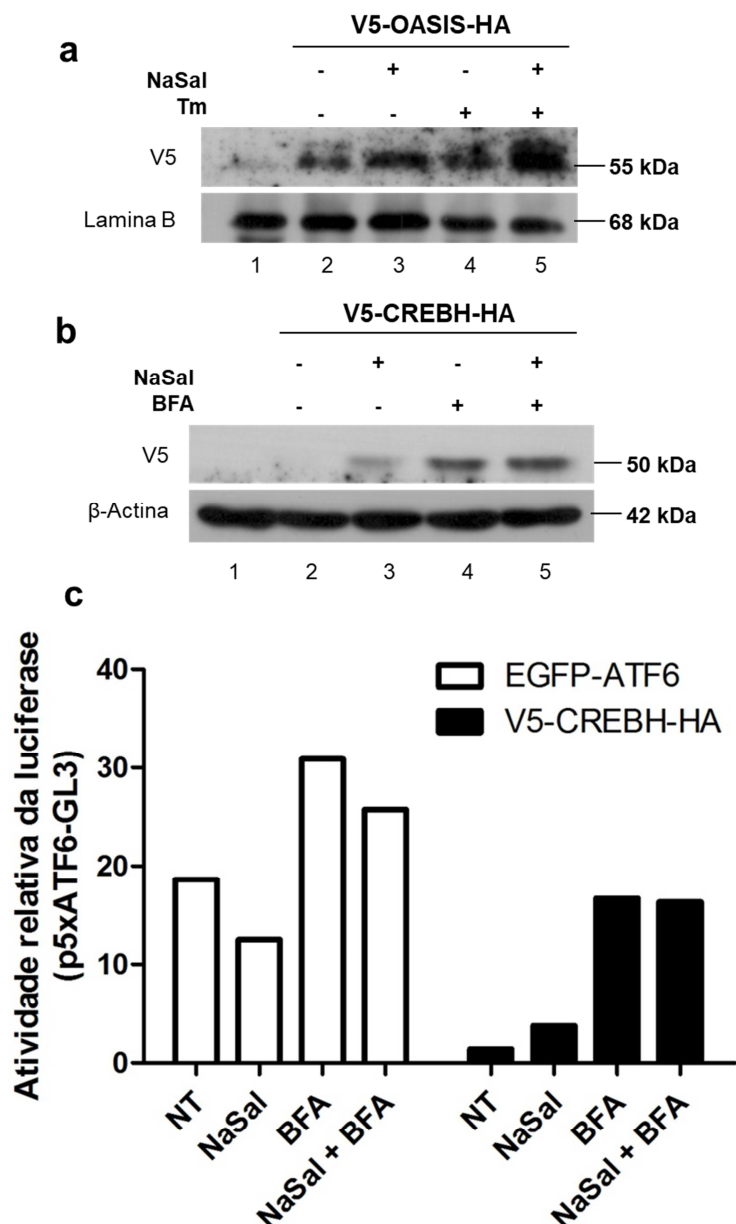 a
V5-OASIS-HA
NaSal - + - +
Tm - - + +
V5
55 kDa
Lamina B
68 kDa
1 2 3 4 5
b
V5-CREBH-HA
NaSal - + - +
BFA - - + +
V5
50 kDa
β-Actina
42 kDa
1 2 3 4 5
c
Atividade relativa da luciferase
(p5xATF6-GL3)
40
30
20
10
0
EGFP-ATF6
V5-CREBH-HA
NT
NaSal
BFA
NaSal + BFA
NT
NaSal
BFA
NaSal + BFA